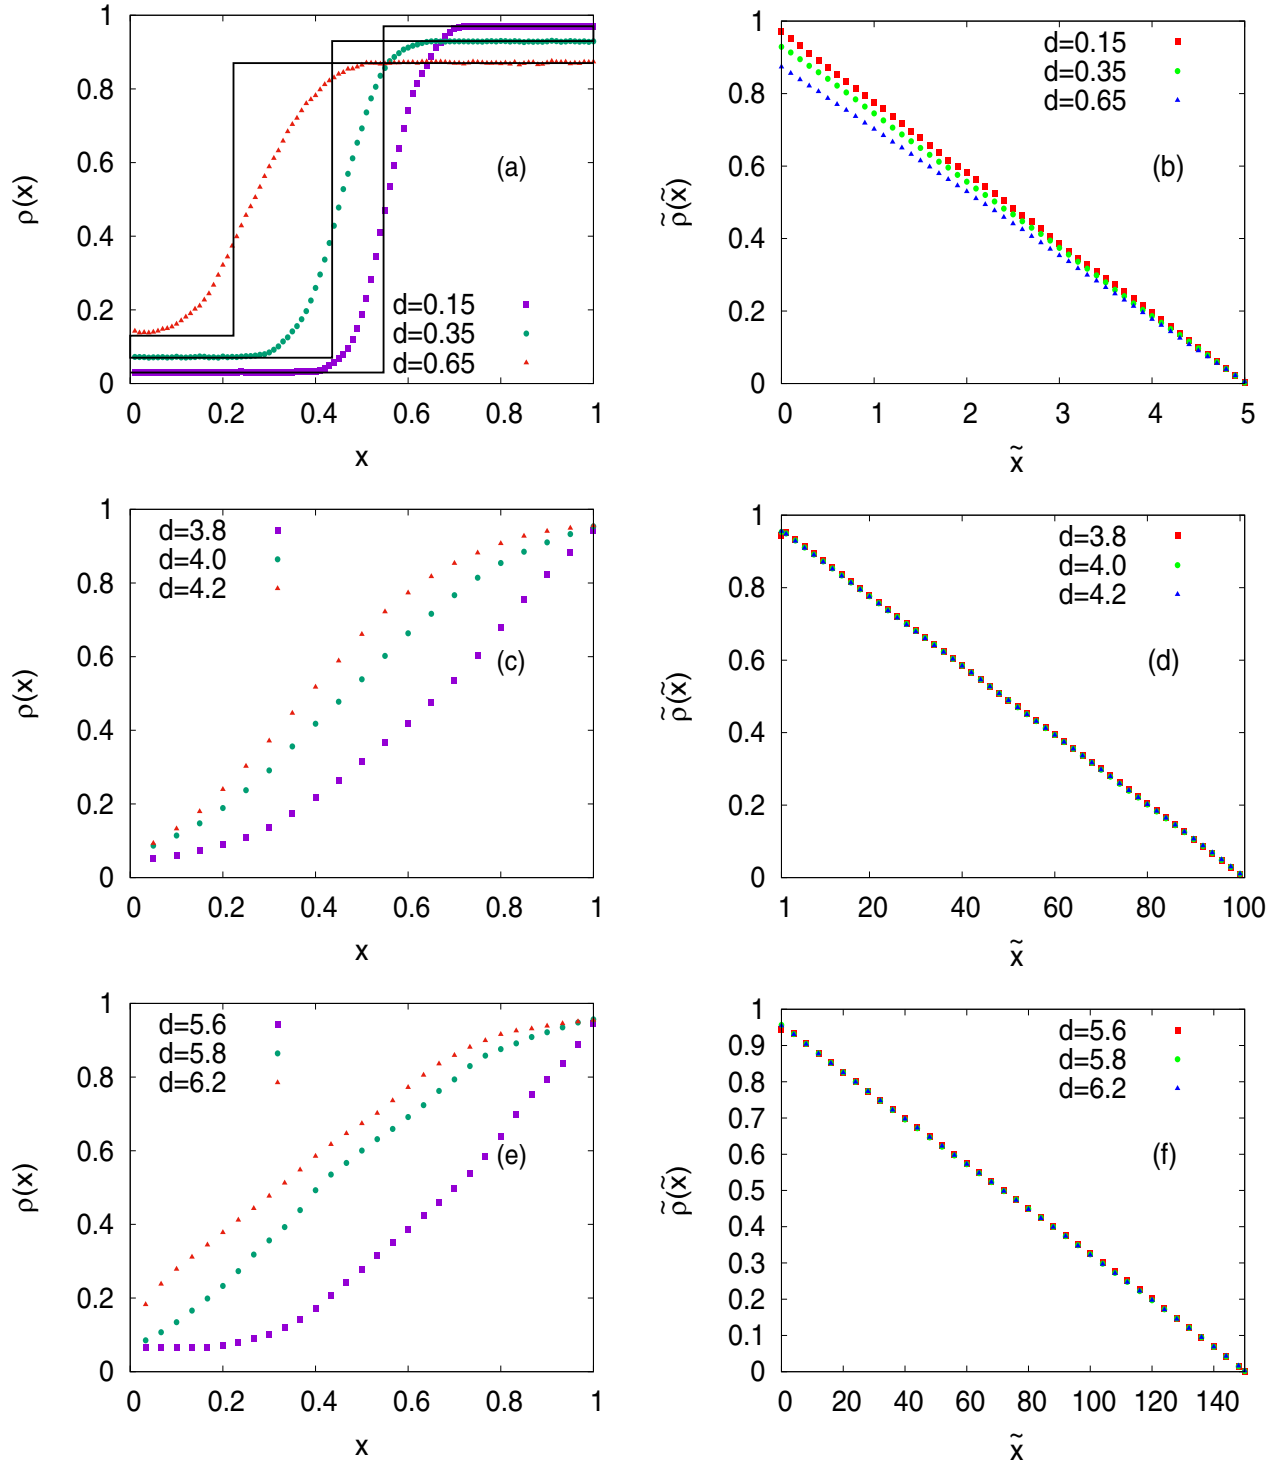 1
0.8
0.6
0.4
0.2
0
ρ(x)
(a)
d=0.15
d=0.35
d=0.65
0 0.2 0.4 0.6 0.8 1
x
1
0.8
0.6
0.4
0.2
0
ρ̃(x̃)
d=0.15
d=0.35
d=0.65
(b)
0 1 2 3 4 5
x̃
1
0.8
0.6
0.4
0.2
0
ρ(x)
d=3.8
d=4.0
d=4.2
(c)
0 0.2 0.4 0.6 0.8 1
x
1
0.8
0.6
0.4
0.2
0
ρ̃(x̃)
d=3.8
d=4.0
d=4.2
(d)
1 20 40 60 80 100
x̃
1
0.8
0.6
0.4
0.2
0
ρ(x)
d=5.6
d=5.8
d=6.2
(e)
0 0.2 0.4 0.6 0.8 1
x
1
0.9
0.8
0.7
0.6
0.5
0.4
0.3
0.2
0.1
0
ρ̃(x̃)
d=5.6
d=5.8
d=6.2
(f)
0 20 40 60 80 100 120 140
x̃